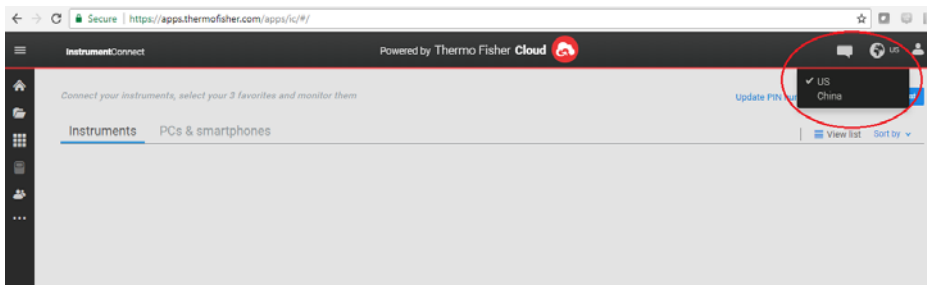 Secure | https://apps.thermofisher.com/apps/ic/#/
InstrumentConnect
Powered by Thermo Fisher Cloud
US
US
China
Connect your instruments, select your 3 favorites and monitor them
Update PIN
Instruments
PCs & smartphones
View list
Sort by